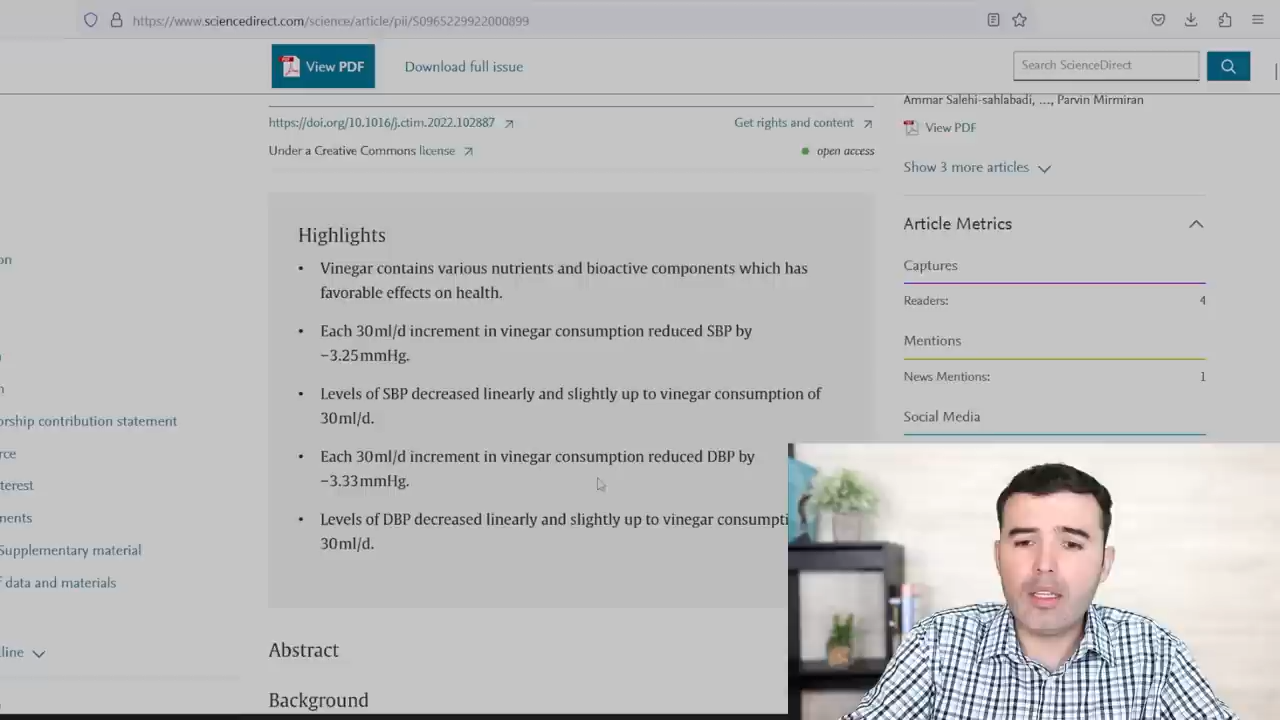 https://www.sciencedirect.com/science/article/pii/S0965229922000899
View PDF
Download full issue
Search ScienceDirect
https://doi.org/10.1016/j.ctim.2022.102887
Get rights and content
Under a Creative Commons license
open access
Highlights
• Vinegar contains various nutrients and bioactive components which has
favorable effects on health.
• Each 30 ml/d increment in vinegar consumption reduced SBP by
−3.25 mmHg.
• Levels of SBP decreased linearly and slightly up to vinegar consumption of
30 ml/d.
• Each 30 ml/d increment in vinegar consumption reduced DBP by
−3.33 mmHg.
• Levels of DBP decreased linearly and slightly up to vinegar consumpti
30 ml/d.
Abstract
Background
on
n
orship contribution statement
rce
terest
ments
Supplementary material
f data and materials
tline
Ammar Salehi-sahlabadi, ..., Parvin Mirmiran
View PDF
Show 3 more articles
Article Metrics
Captures
Readers: 4
Mentions
News Mentions: 1
Social Media